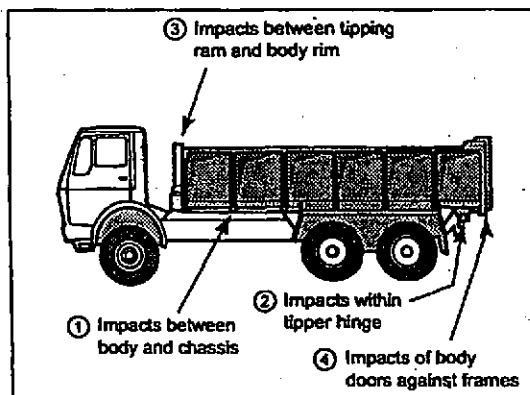 ③ Impacts between tipping
ram and body rim
① Impacts between
body and chassis
② Impacts within
tipper hinge
④ Impacts of body
doors against frames